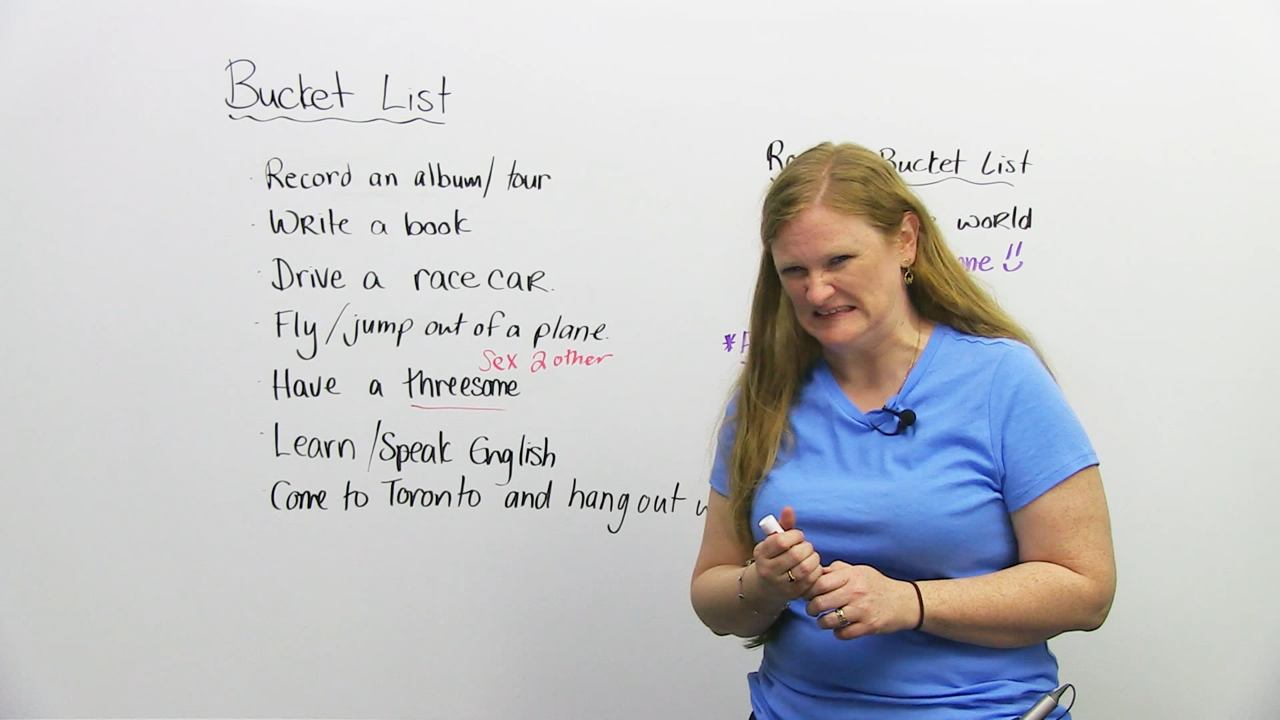 Bucket List
· Record an album/tour
· Write a book
· Drive a race car.
· Fly/jump out of a plane.
Sex 2 other
· Have a threesome
· Learn/Speak English
Come to Toronto and hang out
Bucket List
world
!!
*